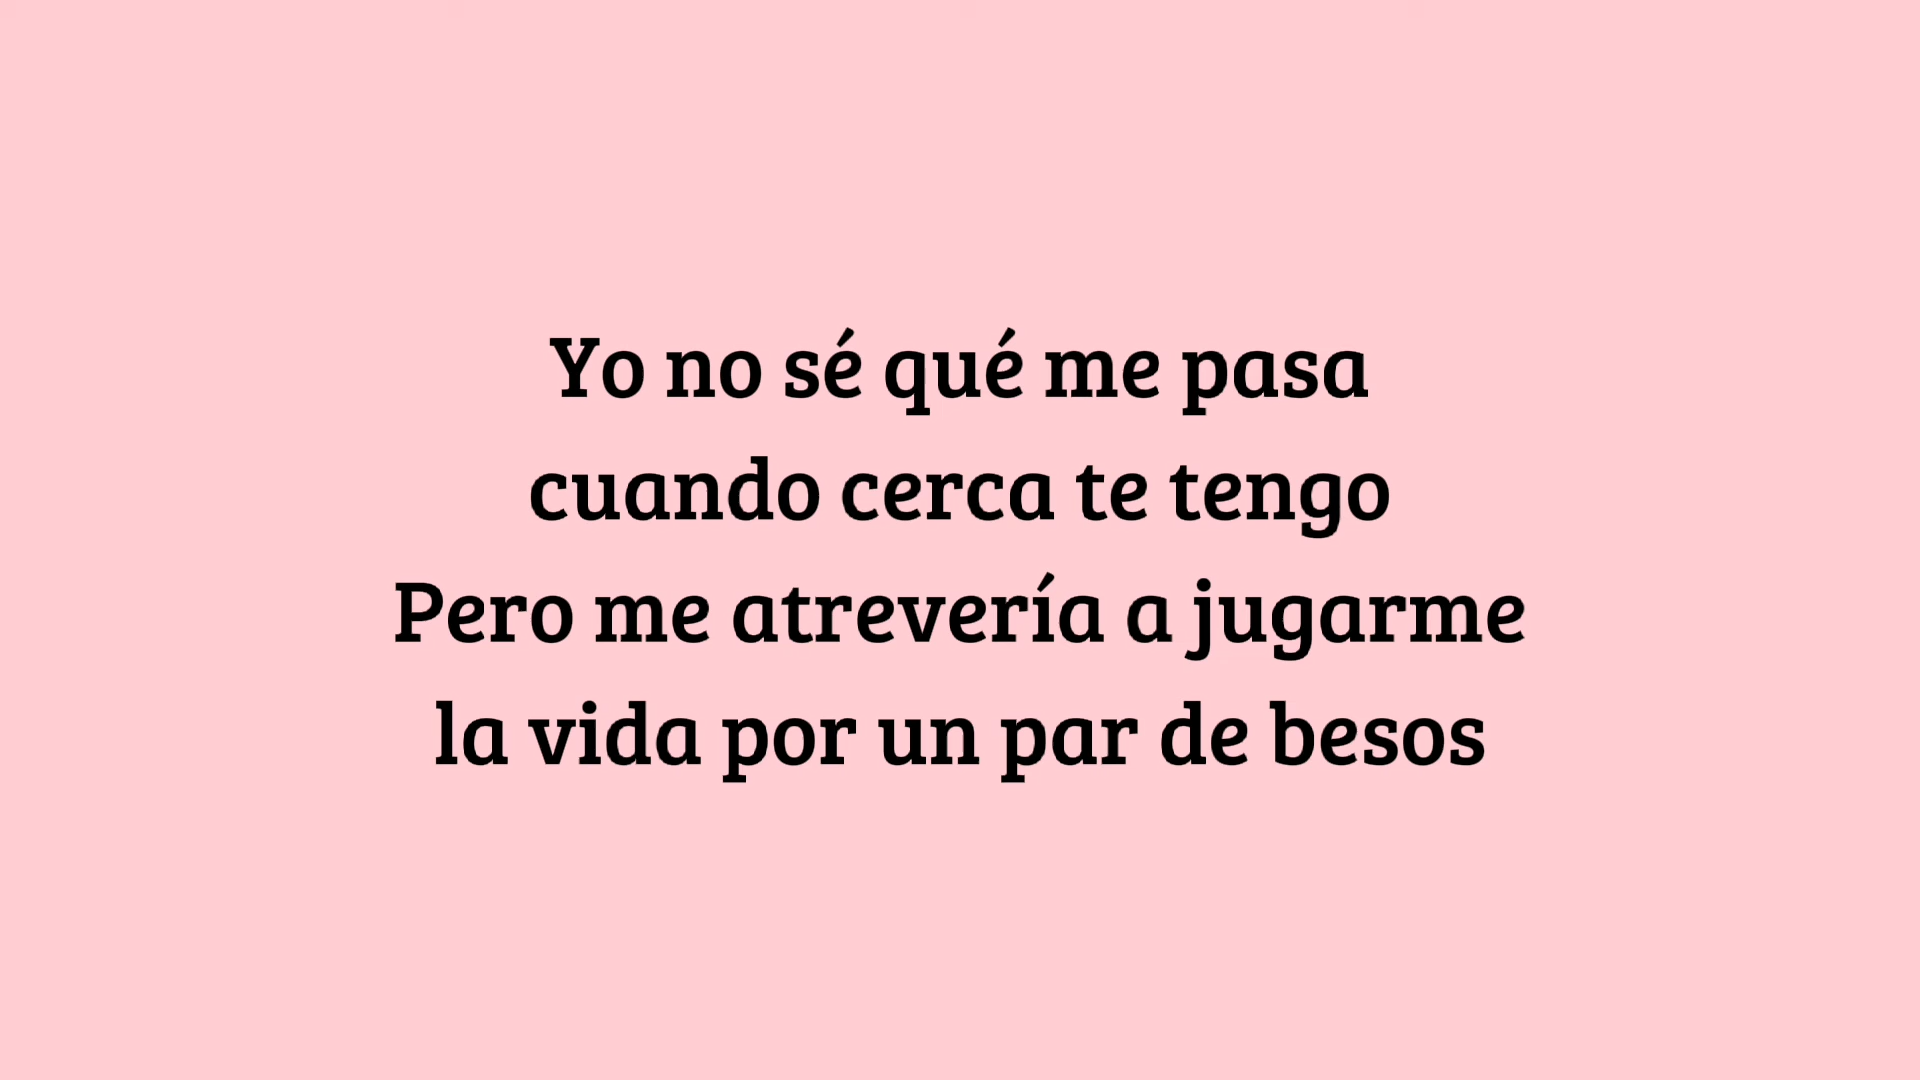 Yo no sé qué me pasa
cuando cerca te tengo
Pero me atrevería a jugarme
la vida por un par de besos